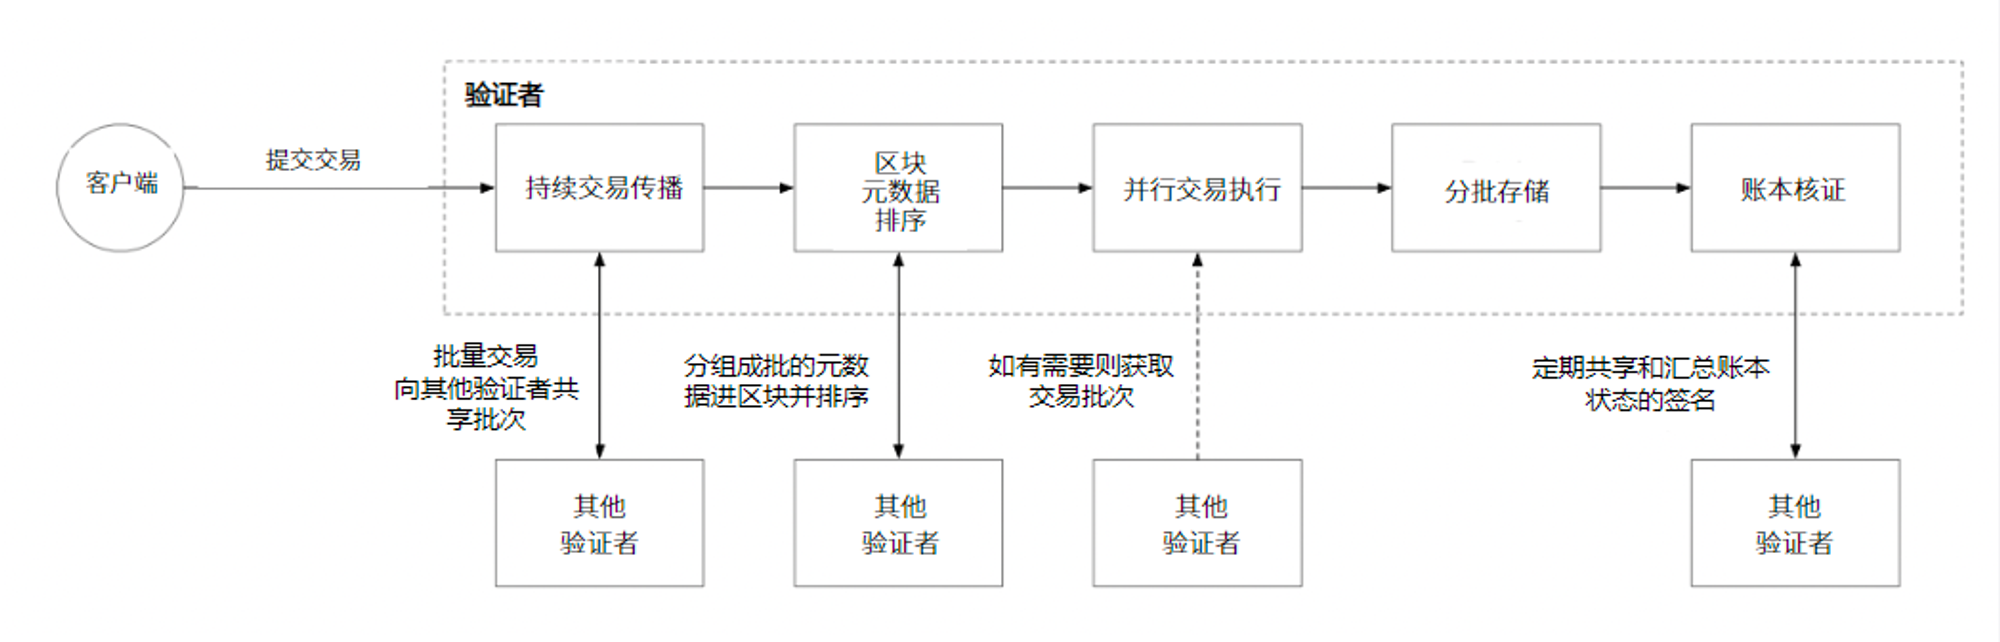 验证者
客户端
提交交易
持续交易传播
区块
元数据
排序
并行交易执行
分批存储
账本核证
批量交易
向其他验证者共
享批次
分组成批的元数
据进区块并排序
如有需要则获取
交易批次
定期共享和汇总账本
状态的签名
其他
验证者
其他
验证者
其他
验证者
其他
验证者